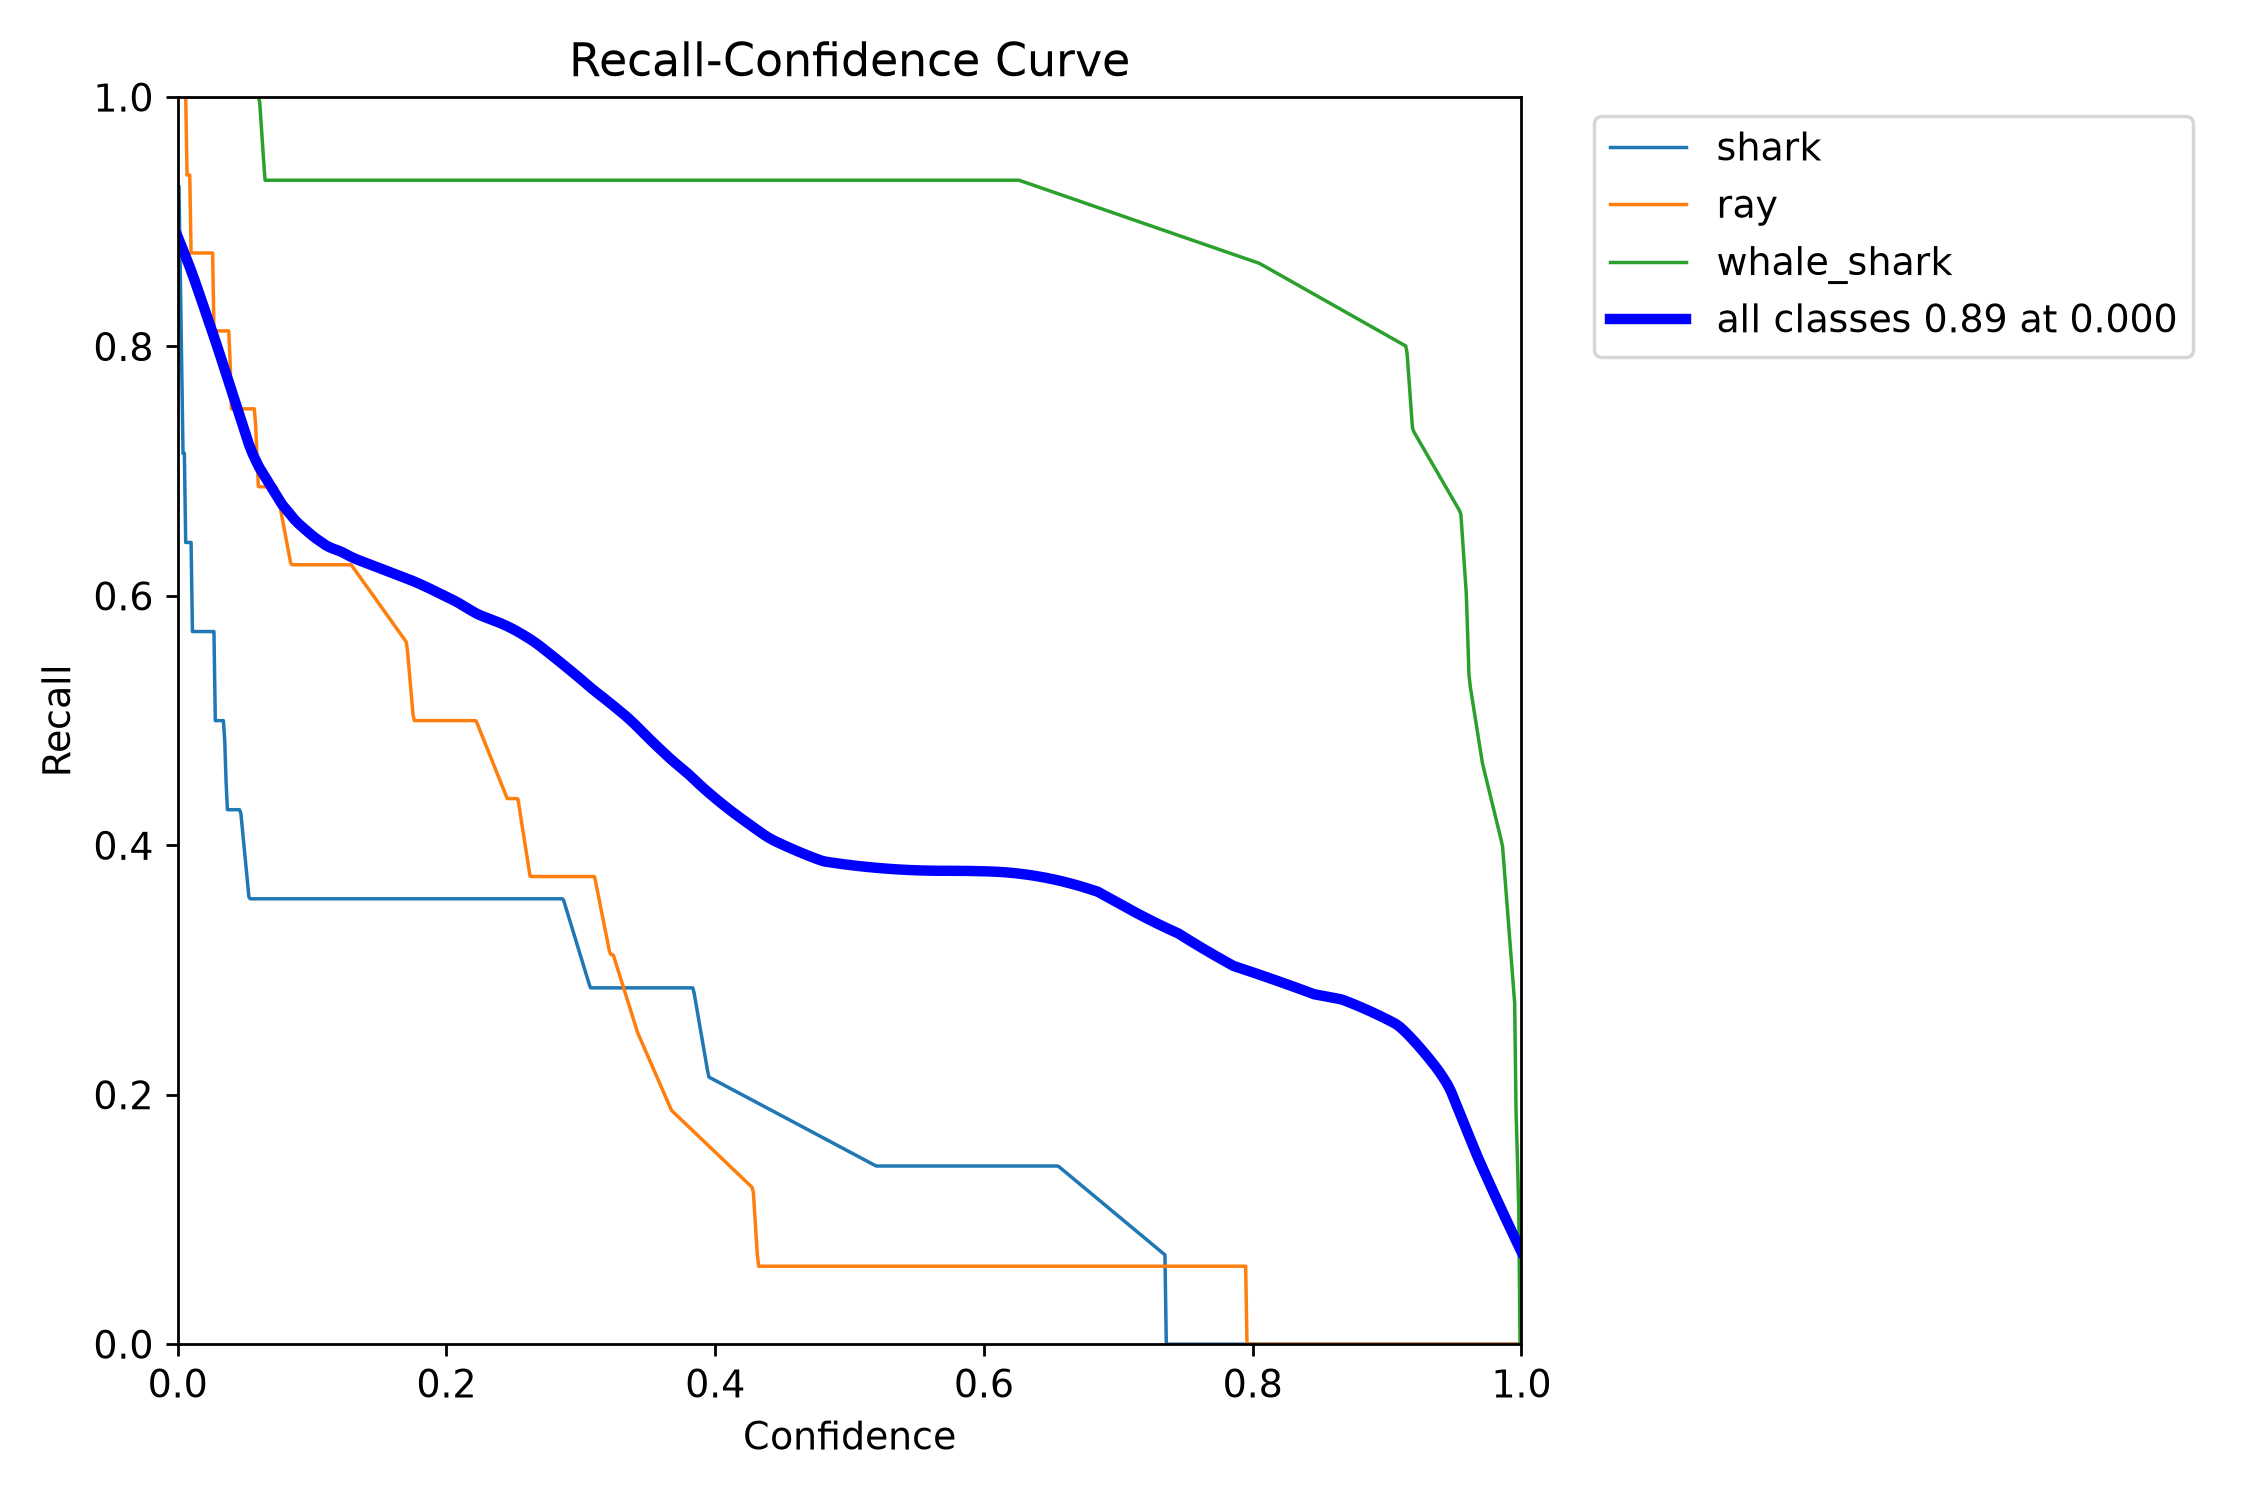 Recall-Confidence Curve
1.0
0.8
0.6
0.4
0.2
0.0
Recall
0.0 0.2 0.4 0.6 0.8 1.0
Confidence
shark
ray
whale_shark
all classes 0.89 at 0.000